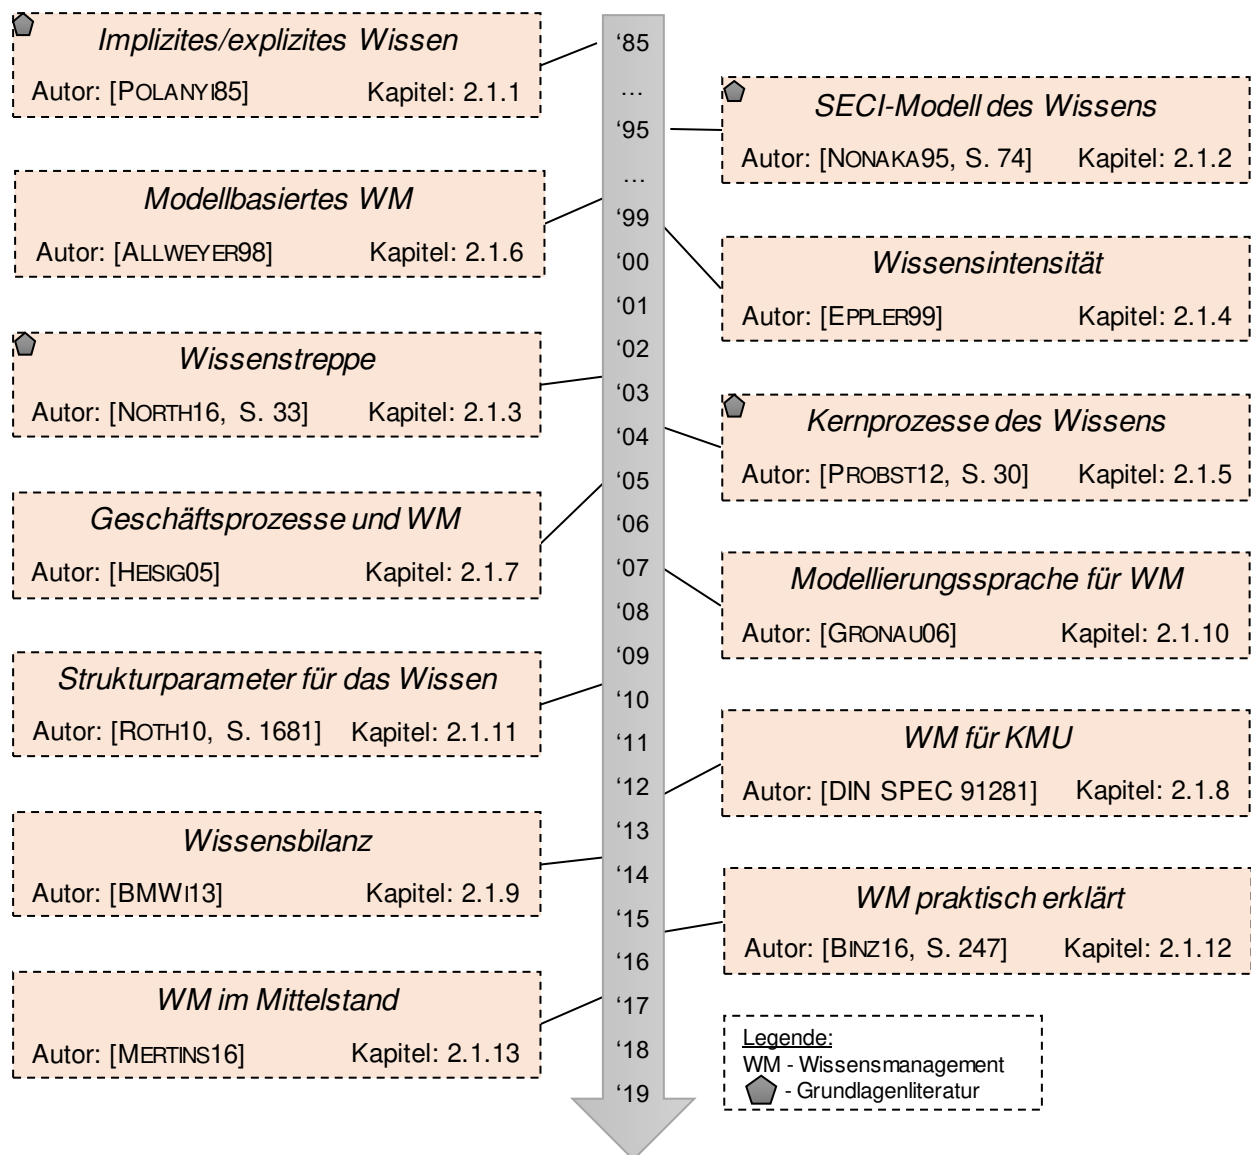 Implizites/explizites Wissen
Autor: [POLANYI85] Kapitel: 2.1.1
SECI-Modell des Wissens
Autor: [NONAKA95, S. 74] Kapitel: 2.1.2
Modellbasiertes WM
Autor: [ALLWEYER98] Kapitel: 2.1.6
Wissensintensität
Autor: [EPPLER99] Kapitel: 2.1.4
Wissenstreppe
Autor: [NORTH16, S. 33] Kapitel: 2.1.3
Kernprozesse des Wissens
Autor: [PROBST12, S. 30] Kapitel: 2.1.5
Geschäftsprozesse und WM
Autor: [HEISIG05] Kapitel: 2.1.7
Modellierungssprache für WM
Autor: [GRONAU06] Kapitel: 2.1.10
Strukturparameter für das Wissen
Autor: [ROTH10, S. 1681] Kapitel: 2.1.11
WM für KMU
Autor: [DIN SPEC 91281] Kapitel: 2.1.8
Wissensbilanz
Autor: [BMWI13] Kapitel: 2.1.9
WM praktisch erklärt
Autor: [BINZ16, S. 247] Kapitel: 2.1.12
WM im Mittelstand
Autor: [MERTINS16] Kapitel: 2.1.13
‘85
...
‘95
...
‘99
‘00
‘01
‘02
‘03
‘04
‘05
‘06
‘07
‘08
‘09
‘10
‘11
‘12
‘13
‘14
‘15
‘16
‘17
‘18
‘19
Legende:
WM - Wissensmanagement
- Grundlagenliteratur